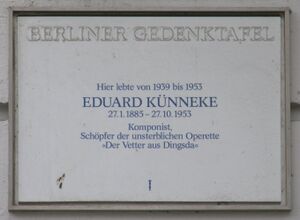 BERLINER GEDENKTAFEL
Hier lebte von 1939 bis 1953
EDUARD KÜNNEKE
27.1.1885 – 27.10.1953
Komponist,
Schöpfer der unsterblichen Operette
»Der Vetter aus Dingsda«